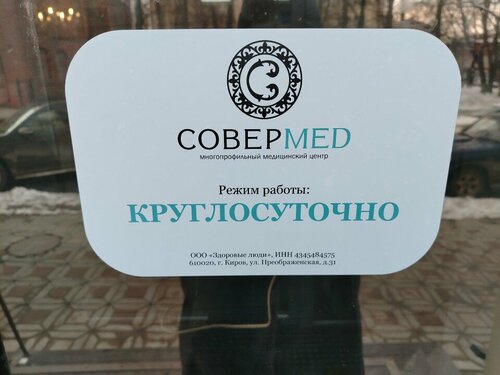 СОВЕРMED
многопрофильный медицинский центр
Режим работы:
КРУГЛОСУТОЧНО
ООО «Здоровые люди», ИНН 4345484575
610020, г. Киров, ул. Преображенская, д.31